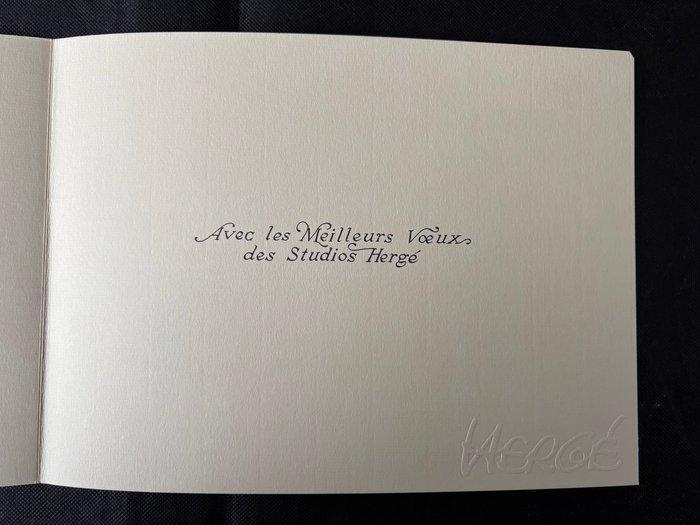 Avec les Meilleurs Vœux
des Studios Hergé
HERGÉ